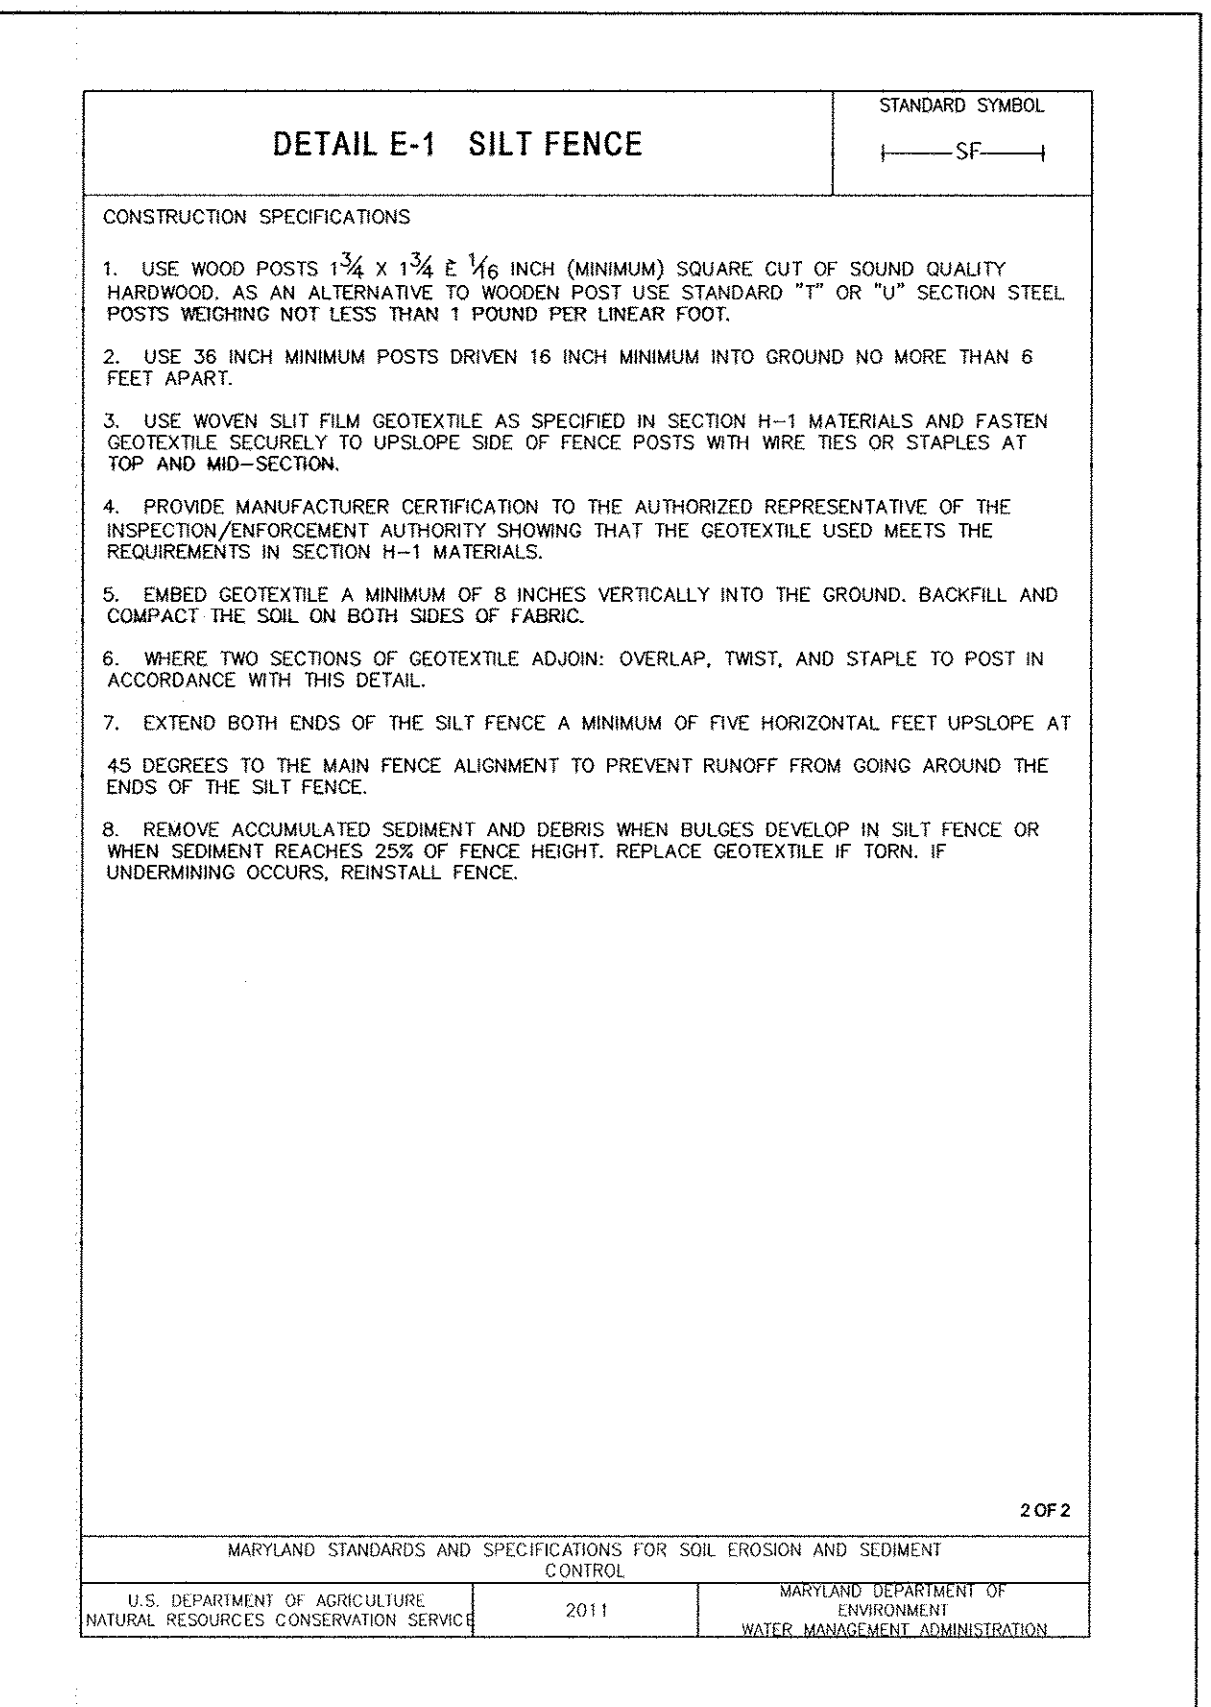 DETAIL E-1 SILT FENCE
STANDARD SYMBOL
SF
CONSTRUCTION SPECIFICATIONS
1. USE WOOD POSTS 1¾ X 1¾ È 1⁄16 INCH (MINIMUM) SQUARE CUT OF SOUND QUALITY
HARDWOOD. AS AN ALTERNATIVE TO WOODEN POST USE STANDARD "T" OR "U" SECTION STEEL
POSTS WEIGHING NOT LESS THAN 1 POUND PER LINEAR FOOT.
2. USE 36 INCH MINIMUM POSTS DRIVEN 16 INCH MINIMUM INTO GROUND NO MORE THAN 6
FEET APART.
3. USE WOVEN SLIT FILM GEOTEXTILE AS SPECIFIED IN SECTION H-1 MATERIALS AND FASTEN
GEOTEXTILE SECURELY TO UPSLOPE SIDE OF FENCE POSTS WITH WIRE TIES OR STAPLES AT
TOP AND MID-SECTION.
4. PROVIDE MANUFACTURER CERTIFICATION TO THE AUTHORIZED REPRESENTATIVE OF THE
INSPECTION/ENFORCEMENT AUTHORITY SHOWING THAT THE GEOTEXTILE USED MEETS THE
REQUIREMENTS IN SECTION H-1 MATERIALS.
5. EMBED GEOTEXTILE A MINIMUM OF 8 INCHES VERTICALLY INTO THE GROUND. BACKFILL AND
COMPACT THE SOIL ON BOTH SIDES OF FABRIC.
6. WHERE TWO SECTIONS OF GEOTEXTILE ADJOIN: OVERLAP, TWIST, AND STAPLE TO POST IN
ACCORDANCE WITH THIS DETAIL.
7. EXTEND BOTH ENDS OF THE SILT FENCE A MINIMUM OF FIVE HORIZONTAL FEET UPSLOPE AT
45 DEGREES TO THE MAIN FENCE ALIGNMENT TO PREVENT RUNOFF FROM GOING AROUND THE
ENDS OF THE SILT FENCE.
8. REMOVE ACCUMULATED SEDIMENT AND DEBRIS WHEN BULGES DEVELOP IN SILT FENCE OR
WHEN SEDIMENT REACHES 25% OF FENCE HEIGHT. REPLACE GEOTEXTILE IF TORN. IF
UNDERMINING OCCURS, REINSTALL FENCE.
2 OF 2
MARYLAND STANDARDS AND SPECIFICATIONS FOR SOIL EROSION AND SEDIMENT
CONTROL
U.S. DEPARTMENT OF AGRICULTURE
NATURAL RESOURCES CONSERVATION SERVICE
2011
MARYLAND DEPARTMENT OF
ENVIRONMENT
WATER MANAGEMENT ADMINISTRATION